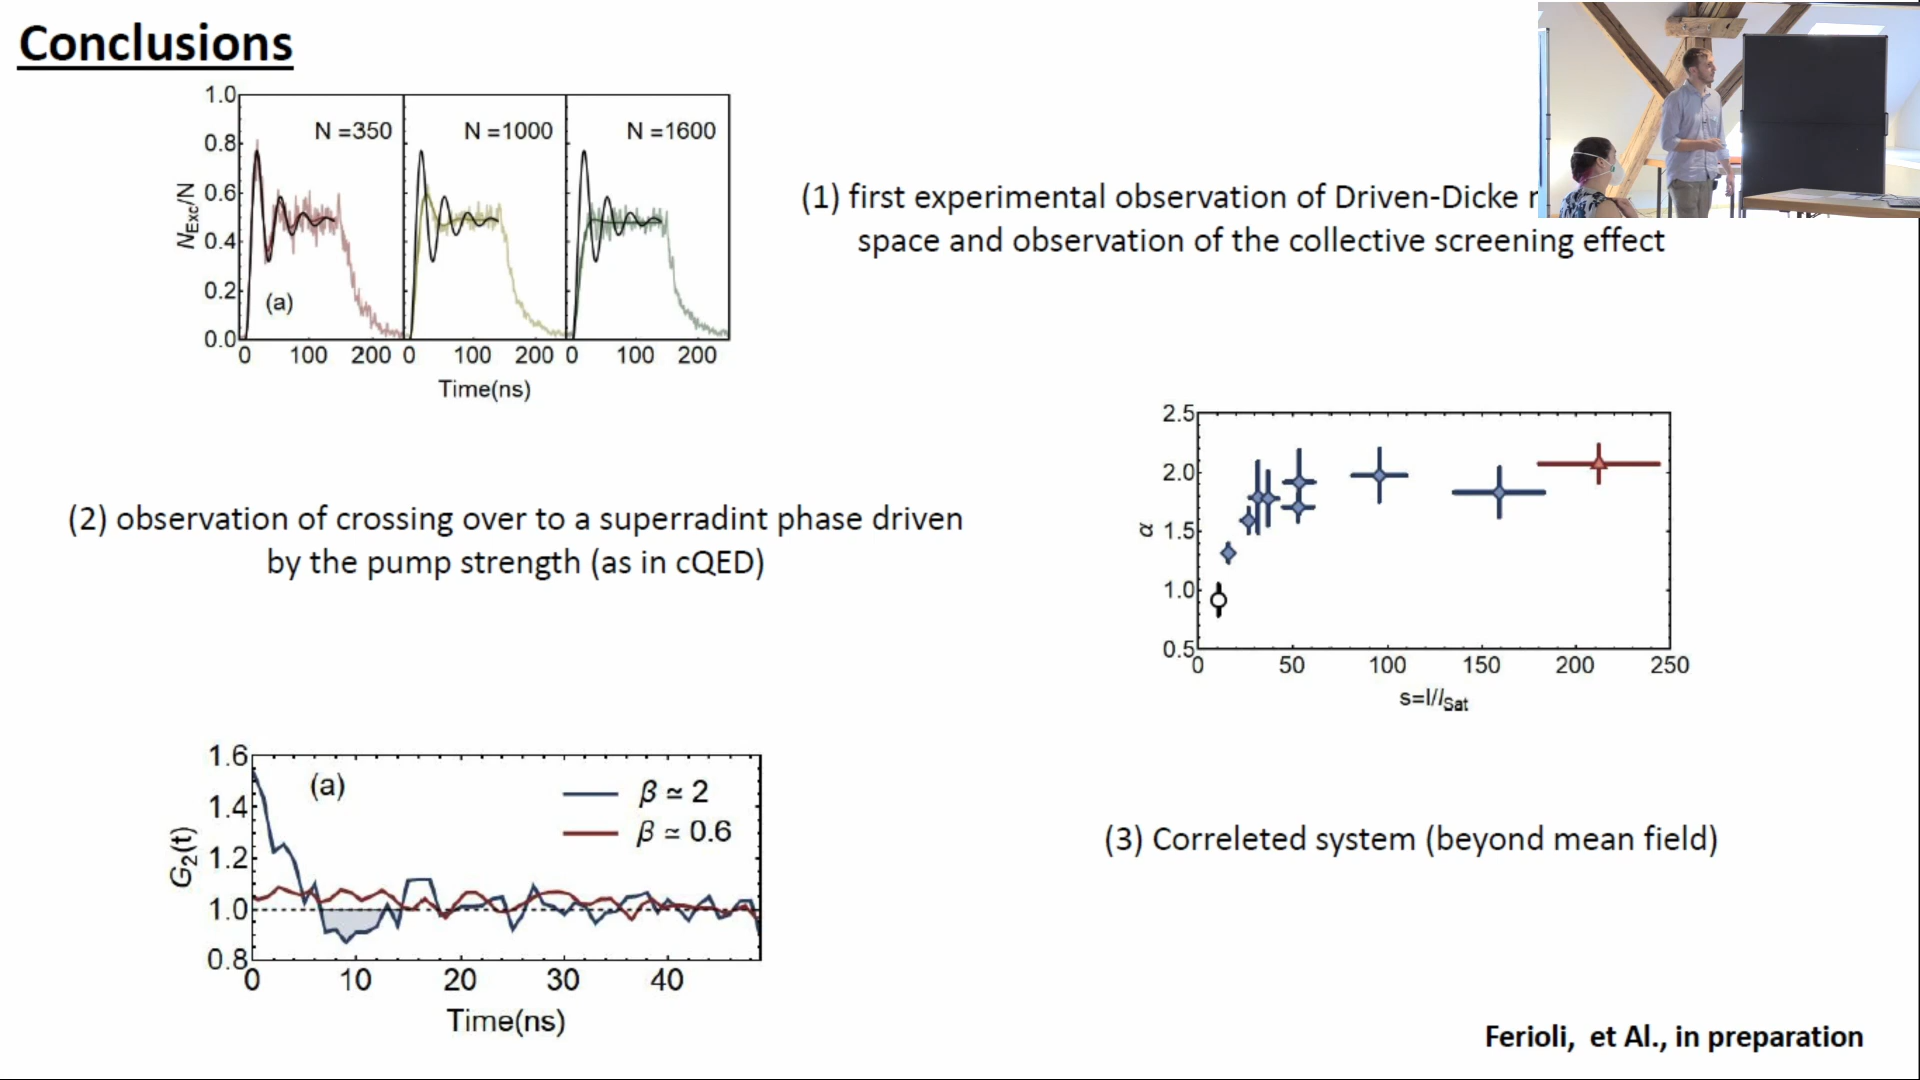 Conclusions
1.0
0.8
0.6
0.4
0.2
0.0
N_Exc/N
N =350
N =1000
N =1600
(a)
0 100 200 0 100 200 0 100 200
Time(ns)
(1) first experimental observation of Driven-Dicke
space and observation of the collective screening effect
2.5
2.0
1.5
1.0
0.5
α
0 50 100 150 200 250
s=I/I_Sat
(2) observation of crossing over to a superradint phase driven
by the pump strength (as in cQED)
1.6
1.4
1.2
1.0
0.8
G₂(t)
(a)
β ≃ 2
β ≃ 0.6
0 10 20 30 40
Time(ns)
(3) Correleted system (beyond mean field)
Ferioli, et Al., in preparation